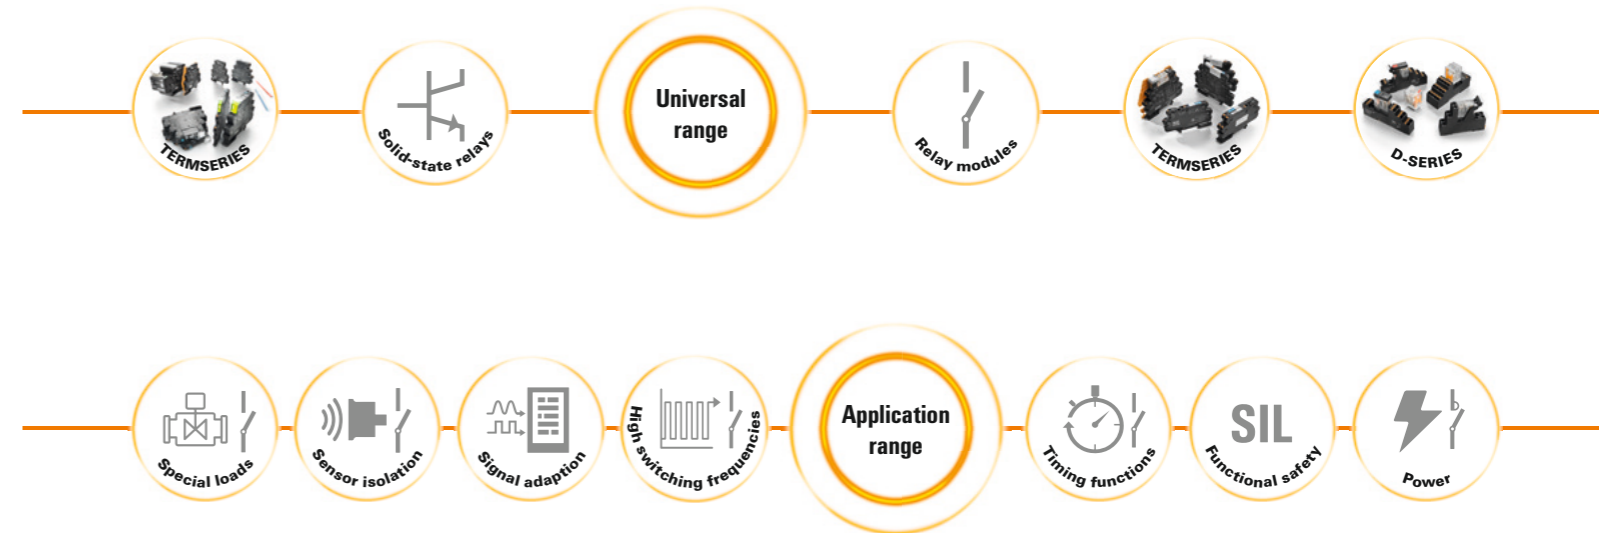 TERMSERIES
Solid-state relays
Universal
range
Relay modules
TERMSERIES
D-SERIES
Special loads
Sensor isolation
Signal adaption
High switching frequencies
Application
range
Timing functions
SIL
Functional safety
Power